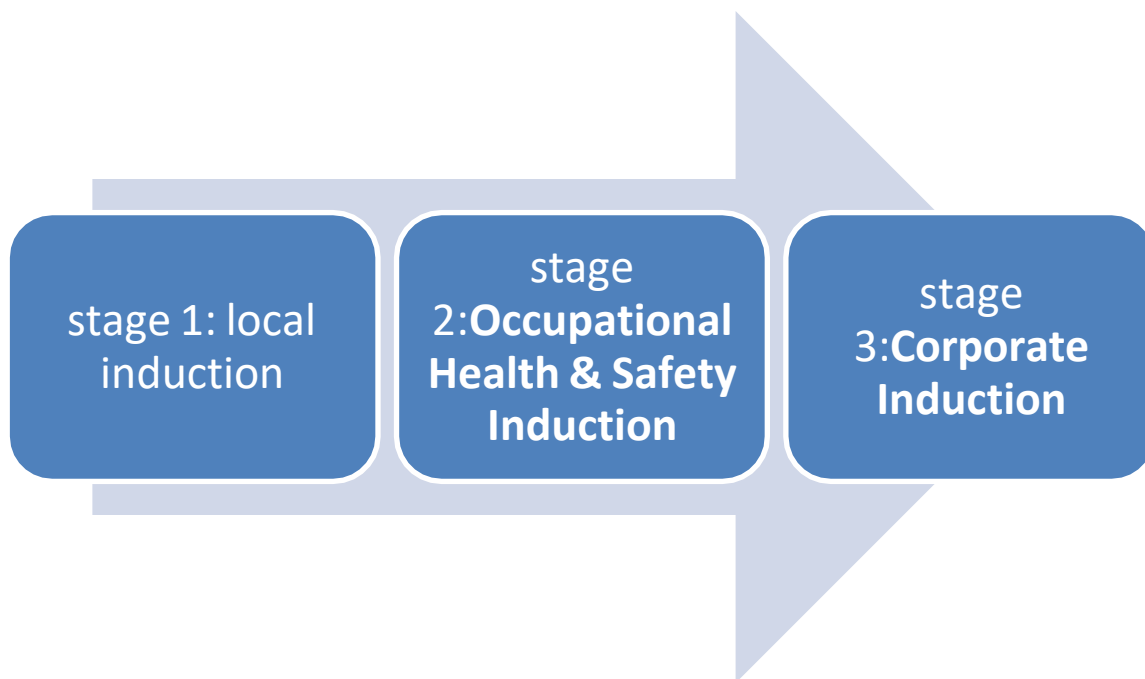 stage 1: local
induction
stage
2:Occupational
Health & Safety
Induction
stage
3:Corporate
Induction